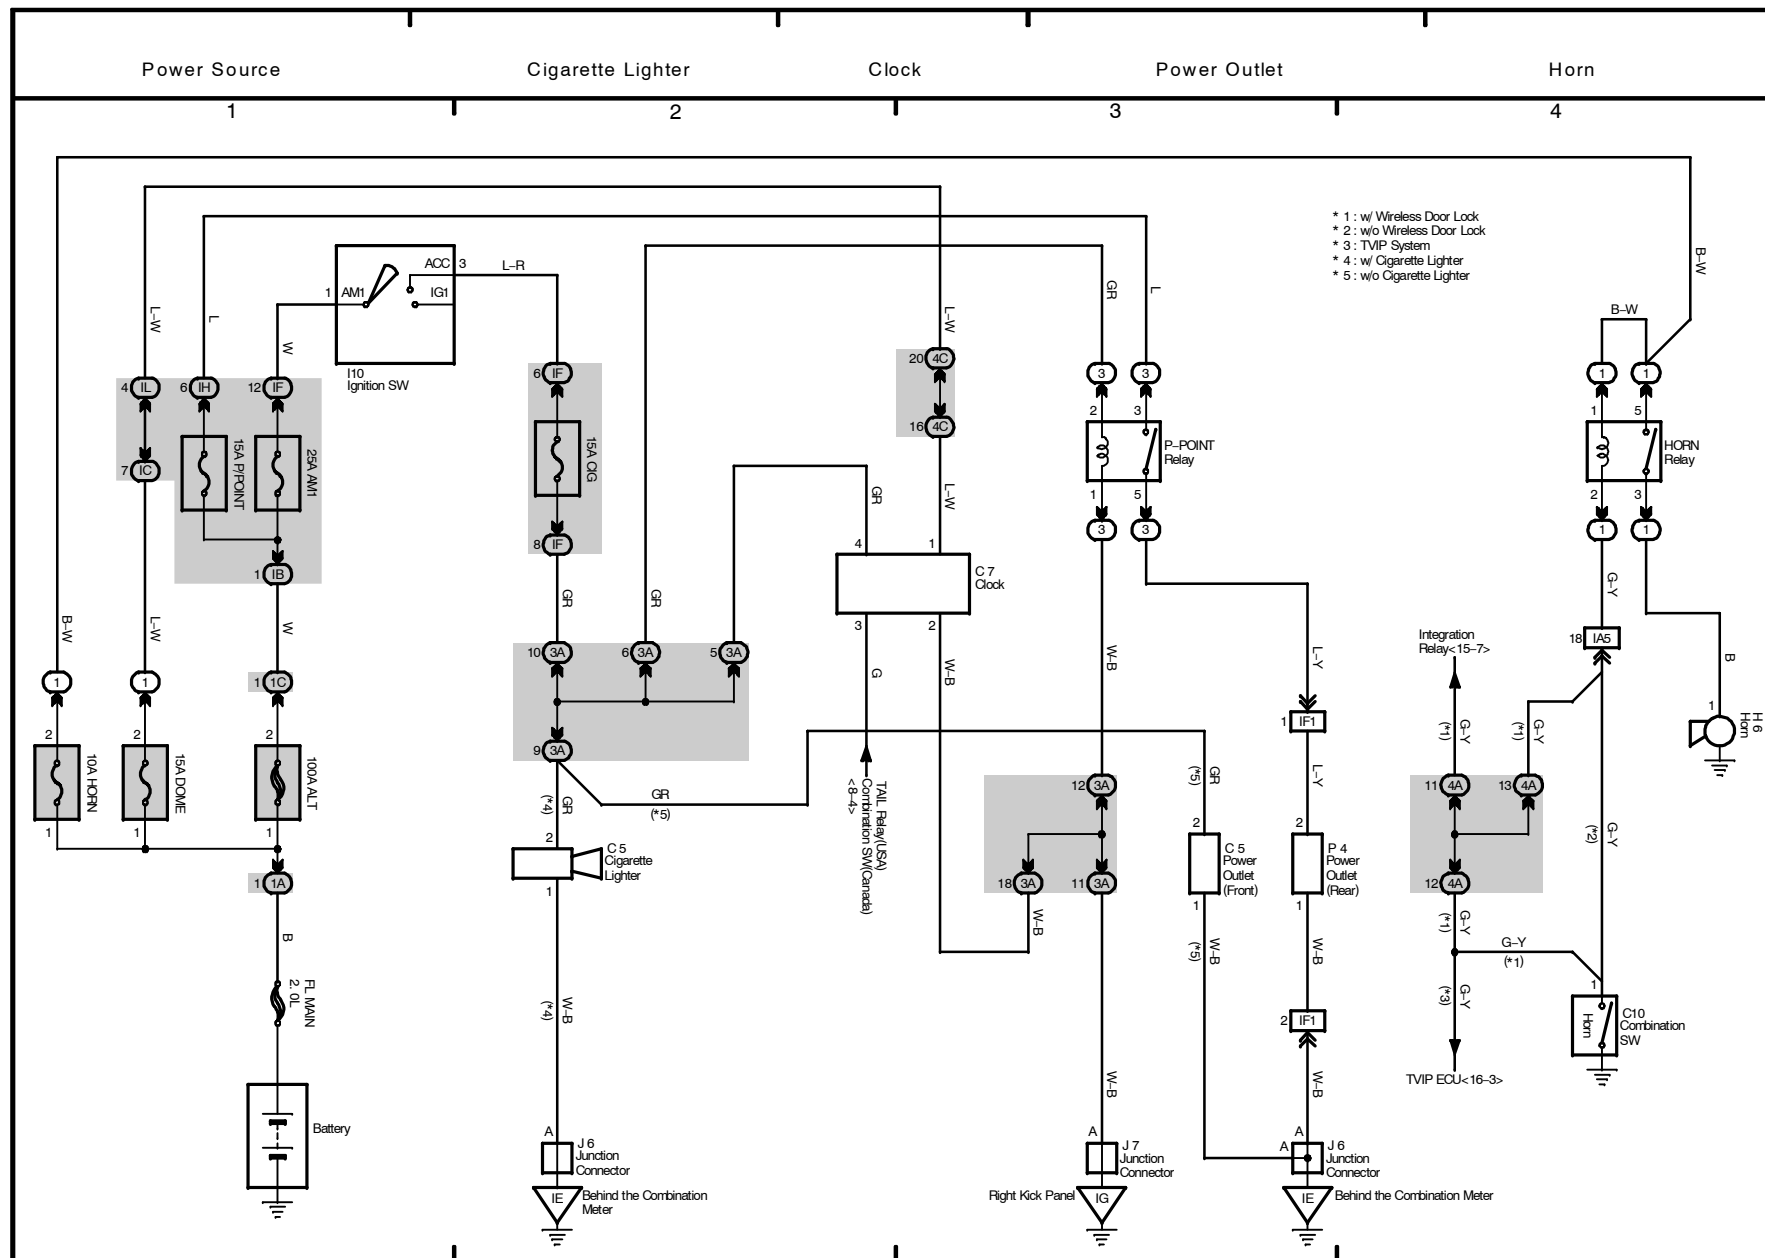 Power Source
Cigarette Lighter
Clock
Power Outlet
Horn
1
2
3
4
* 1 : w/ Wireless Door Lock
* 2 : w/o Wireless Door Lock
* 3 : TVIP System
* 4 : w/ Cigarette Lighter
* 5 : w/o Cigarette Lighter
B–W
L–W
L
W
1
AM1
ACC
3
IG1
I10
Ignition SW
L–R
GR
L
L–W
B–W
4
IL
6
IH
12
IF
7
IC
15A P/POINT
25A AM1
1
IB
6
IF
15A CIG
8
IF
20
4C
16
4C
3
3
2
3
P–POINT
Relay
1
5
3
3
1
1
1
5
HORN
Relay
2
3
1
1
GR
L–W
4
1
C 7
Clock
3
2
B–W
L–W
W
GR
GR
G
W–B
W–B
L–Y
G–Y
18
IA5
B
1
H 6
Horn
Integration
Relay<15–7>
1
1
1
1C
10
3A
6
3A
5
3A
9
3A
2
10A HORN
1
2
15A DOME
1
2
100A ALT
1
1
1A
B
FL MAIN
2. 0L
Battery
GR
(*4)
GR
(*5)
2
C 5
Cigarette
Lighter
1
W–B
(*4)
TAIL Relay(USA)
Combination SW(Canada)
<8–4>
12
3A
18
3A
11
3A
W–B
W–B
GR
(*5)
2
C 5
Power
Outlet
(Front)
1
W–B
(*5)
1
IF1
L–Y
2
P 4
Power
Outlet
(Rear)
1
W–B
2
IF1
W–B
G–Y
(*1)
G–Y
(*1)
11
4A
13
4A
12
4A
G–Y
(*2)
G–Y
(*1)
G–Y
(*1)
G–Y
(*3)
TVIP ECU<16–3>
1
Horn
C10
Combination
SW
A
J 6
Junction
Connector
IE
Behind the Combination
Meter
A
J 7
Junction
Connector
Right Kick Panel
IG
A
A
J 6
Junction
Connector
IE
Behind the Combination Meter